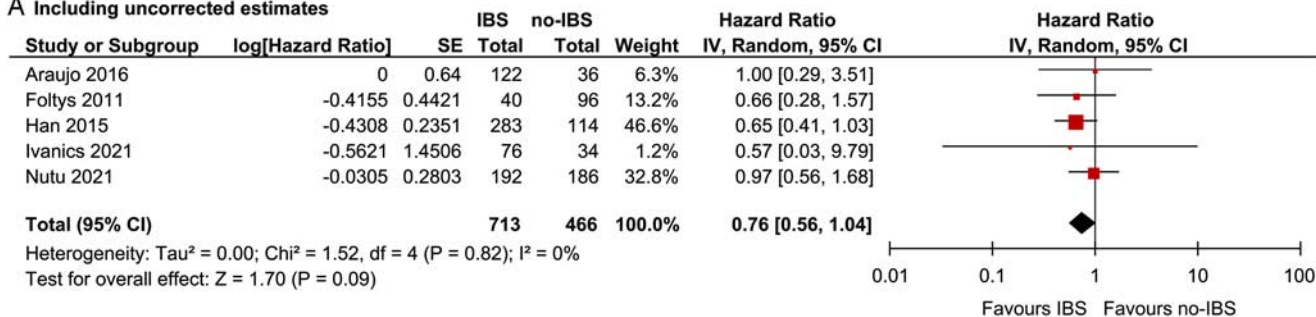 A Including uncorrected estimates
IBS no-IBS Hazard Ratio Hazard Ratio
Study or Subgroup log[Hazard Ratio] SE Total Total Weight IV, Random, 95% CI IV, Random, 95% CI
Araujo 2016 0 0.64 122 36 6.3% 1.00 [0.29, 3.51]
Foltys 2011 -0.4155 0.4421 40 96 13.2% 0.66 [0.28, 1.57]
Han 2015 -0.4308 0.2351 283 114 46.6% 0.65 [0.41, 1.03]
Ivanics 2021 -0.5621 1.4506 76 34 1.2% 0.57 [0.03, 9.79]
Nutu 2021 -0.0305 0.2803 192 186 32.8% 0.97 [0.56, 1.68]
Total (95% CI) 713 466 100.0% 0.76 [0.56, 1.04]
Heterogeneity: Tau² = 0.00; Chi² = 1.52, df = 4 (P = 0.82); I² = 0%
Test for overall effect: Z = 1.70 (P = 0.09)
0.01 0.1 1 10 100
Favours IBS Favours no-IBS